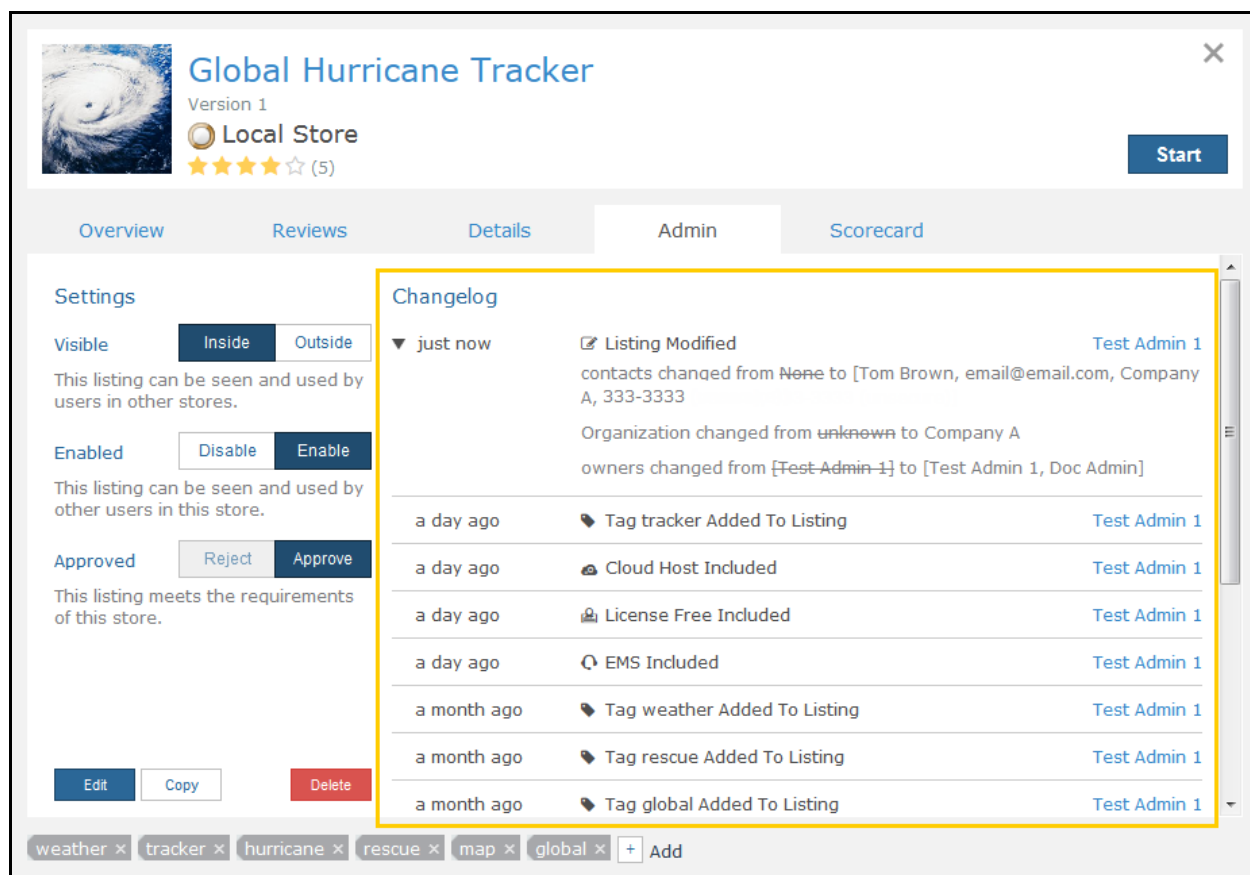 Global Hurricane Tracker
Version 1
Local Store
(5)
Start
Overview Reviews Details Admin Scorecard
Settings
Visible Inside Outside
This listing can be seen and used by
users in other stores.
Enabled Disable Enable
This listing can be seen and used by
other users in this store.
Approved Reject Approve
This listing meets the requirements
of this store.
Edit Copy Delete
Changelog
just now Listing Modified Test Admin 1
contacts changed from None to [Tom Brown, email@email.com, Company
A, 333-3333
Organization changed from unknown to Company A
owners changed from [Test Admin 1] to [Test Admin 1, Doc Admin]
a day ago Tag tracker Added To Listing Test Admin 1
a day ago Cloud Host Included Test Admin 1
a day ago License Free Included Test Admin 1
a day ago EMS Included Test Admin 1
a month ago Tag weather Added To Listing Test Admin 1
a month ago Tag rescue Added To Listing Test Admin 1
a month ago Tag global Added To Listing Test Admin 1
weather × tracker × hurricane × rescue × map × global × + Add